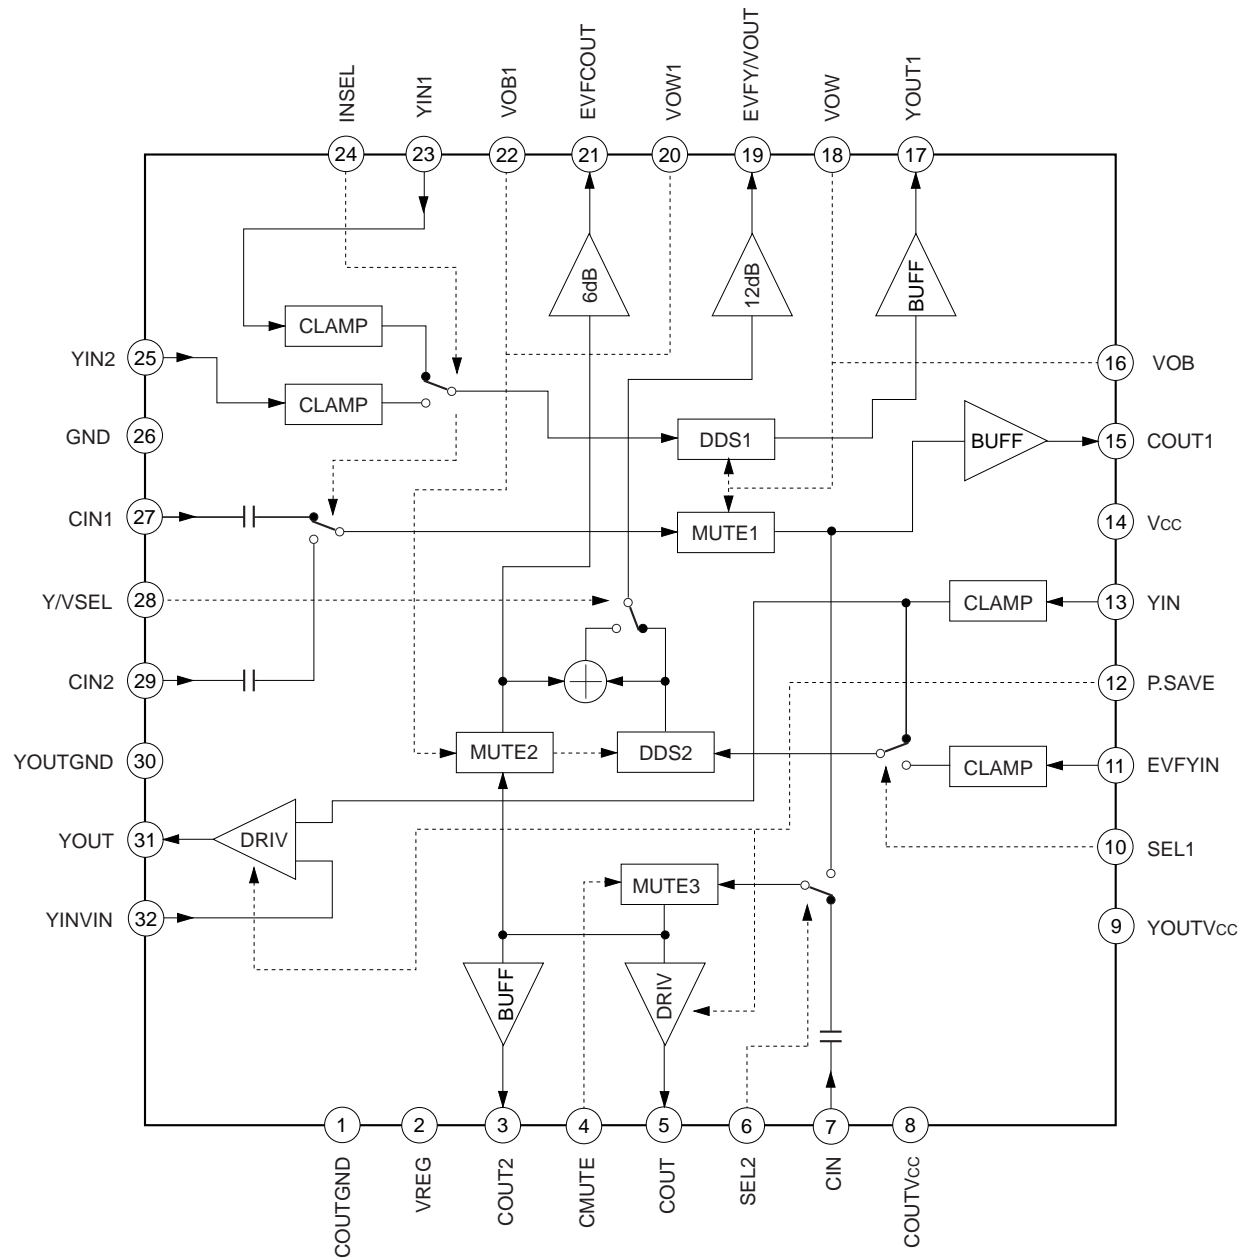 INSEL
YIN1
VOB1
EVFCOUT
VOW1
EVFY/VOUT
VOW
YOUT1
24
23
22
21
20
19
18
17
6dB
12dB
BUFF
CLAMP
YIN2
25
16
VOB
CLAMP
GND
26
DDS1
BUFF
15
COUT1
CIN1
27
MUTE1
14
Vcc
Y/VSEL
28
CLAMP
13
YIN
CIN2
29
12
P.SAVE
YOUTGND
30
MUTE2
DDS2
CLAMP
11
EVFYIN
YOUT
31
DRIV
10
SEL1
MUTE3
YINVIN
32
9
YOUTVcc
BUFF
DRIV
1
2
3
4
5
6
7
8
COUTGND
VREG
COUT2
CMUTE
COUT
SEL2
CIN
COUTVcc